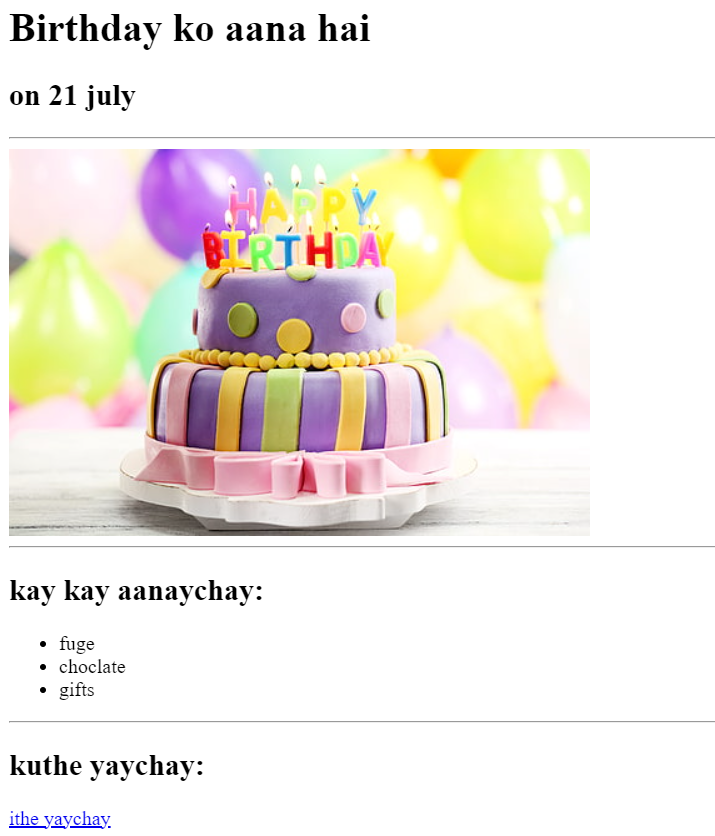 Birthday ko aana hai
on 21 july
HAPPY
BIRTHDAY
kay kay aanaychay:
fuge
choclate
gifts
kuthe yaychay:
ithe yaychay